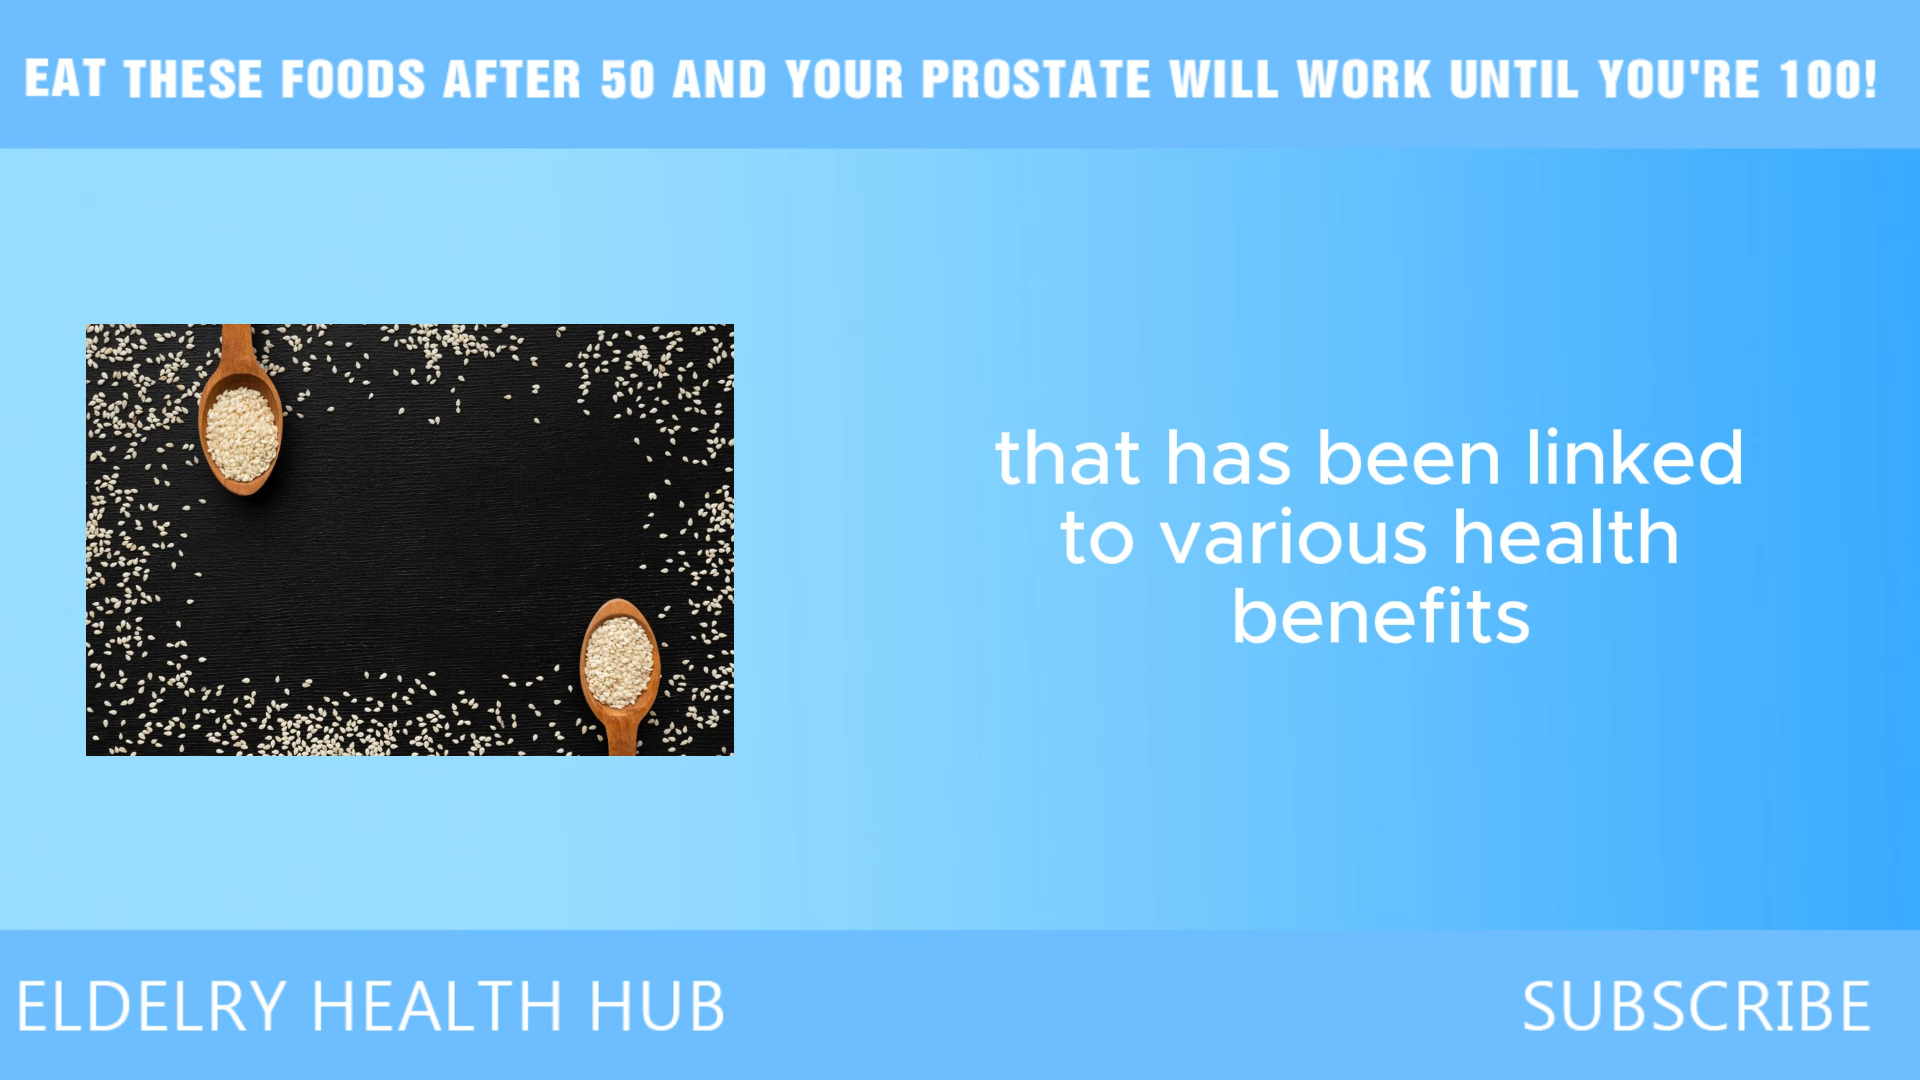 EAT THESE FOODS AFTER 50 AND YOUR PROSTATE WILL WORK UNTIL YOU'RE 100!
that has been linked
to various health
benefits
ELDELRY HEALTH HUB
SUBSCRIBE